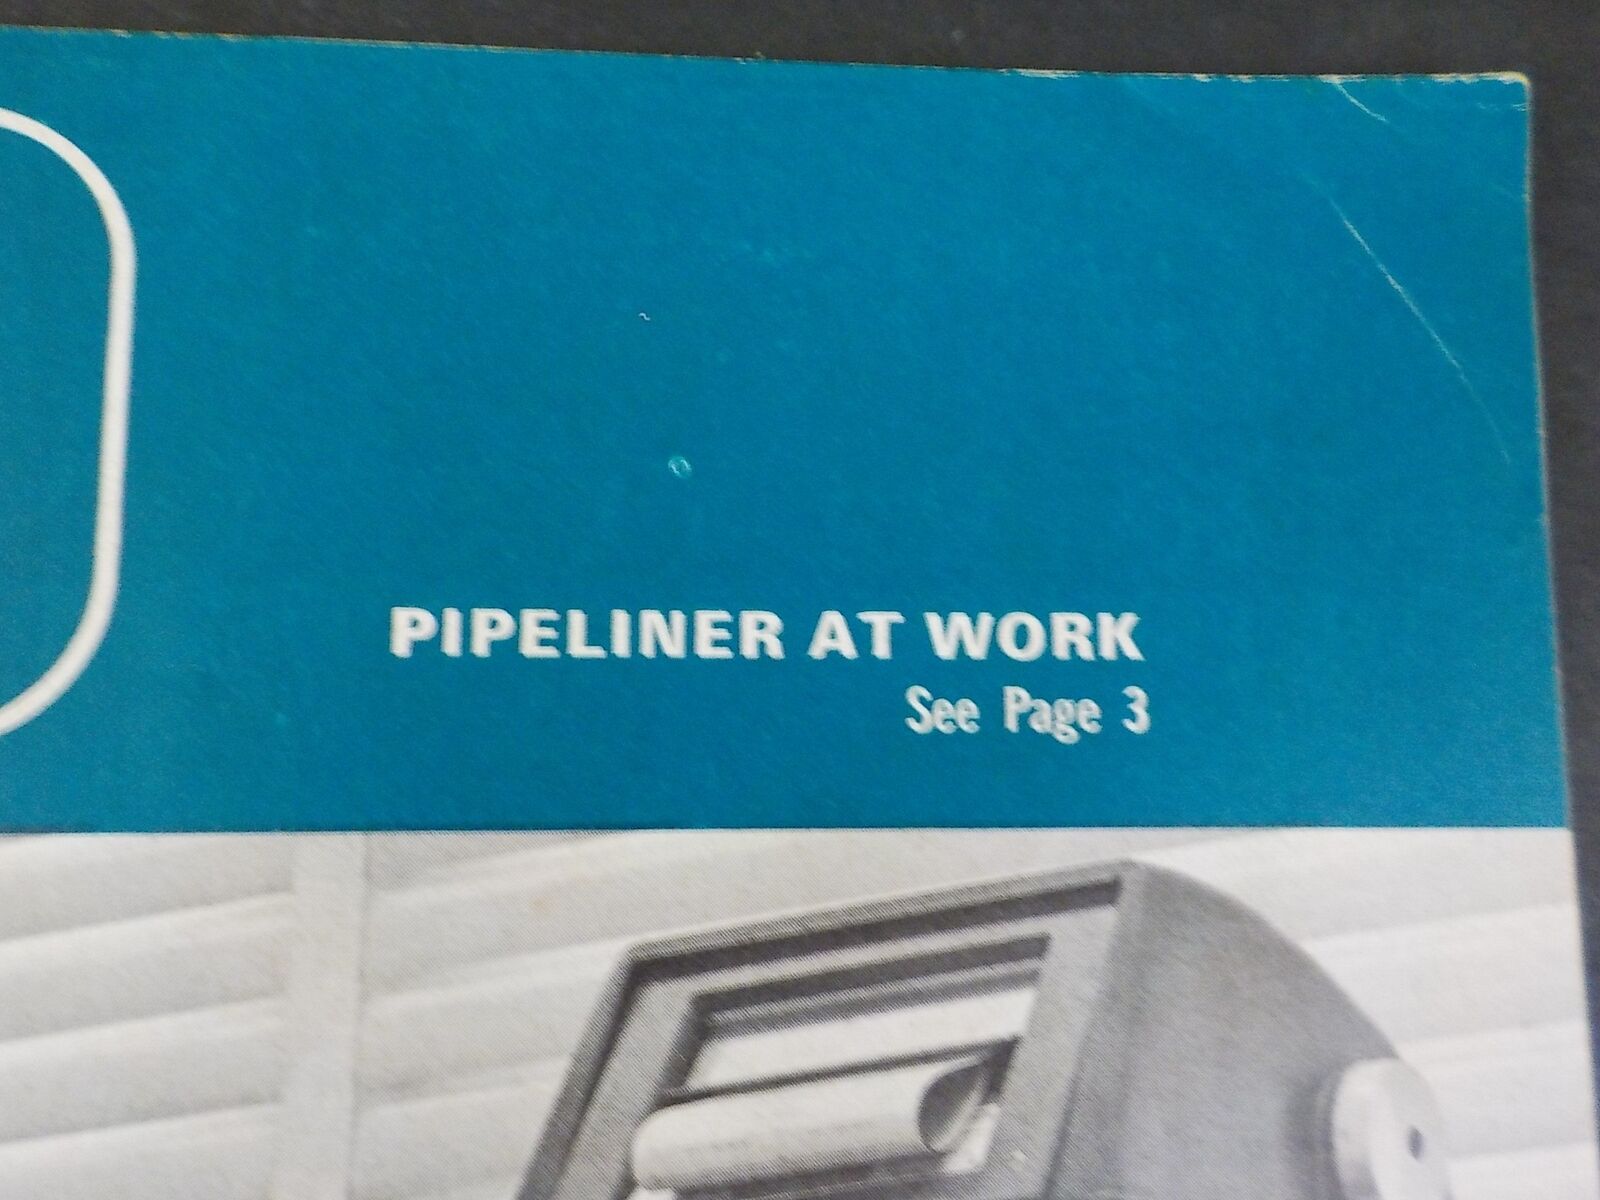 PIPELINER AT WORK
See Page 3